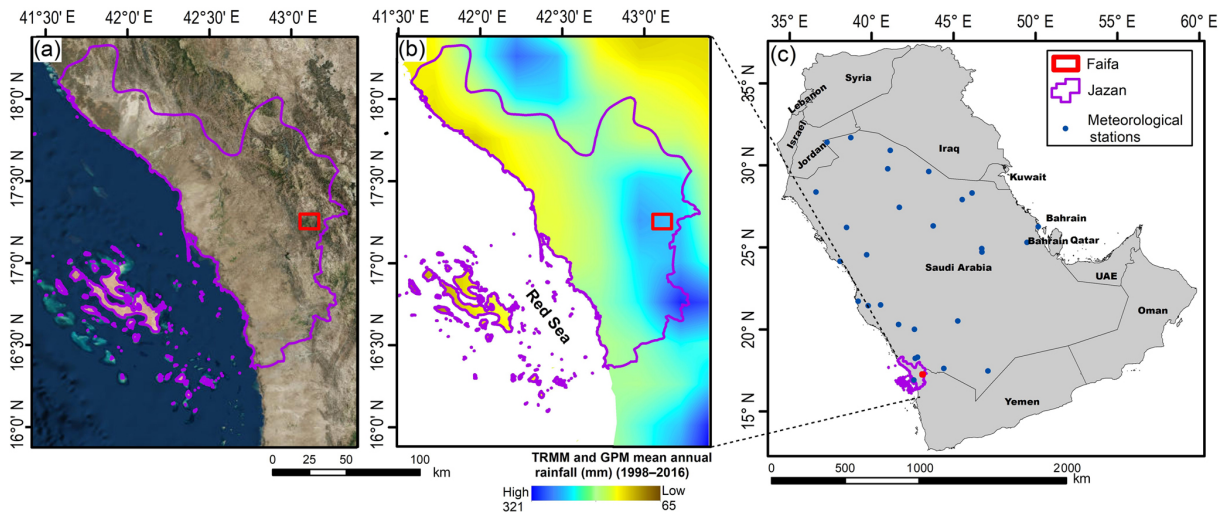 41°30' E 42°0' E 42°30' E 43°0' E
(a)
18°0' N
17°30' N
17°0' N
16°30' N
16°0' N
0 25 50 100
km
41°30' E 42°0' E 42°30' E 43°0' E
(b)
18°0' N
17°30' N
17°0' N
16°30' N
16°0' N
Red Sea
TRMM and GPM mean annual
rainfall (mm) (1998–2016)
High Low
321 65
35° E 40° E 45° E 50° E 55° E 60° E
(c)
35° N
30° N
25° N
20° N
15° N
Faifa
Jazan
Meteorological
stations
Syria
Lebanon
Israel
Jordan
Iraq
Kuwait
Bahrain
Bahrain
Qatar
Saudi Arabia
UAE
Oman
Yemen
0 500 1000 2000
km